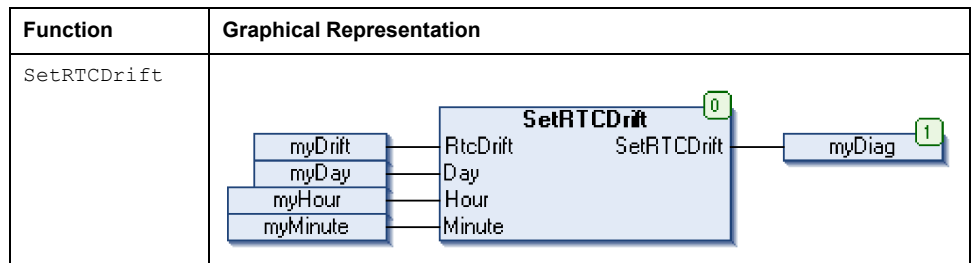 Function Graphical Representation
SetRTCDrift
0
SetRTCDrift
1
myDrift RtcDrift SetRTCDrift myDiag
myDay Day
myHour Hour
myMinute Minute